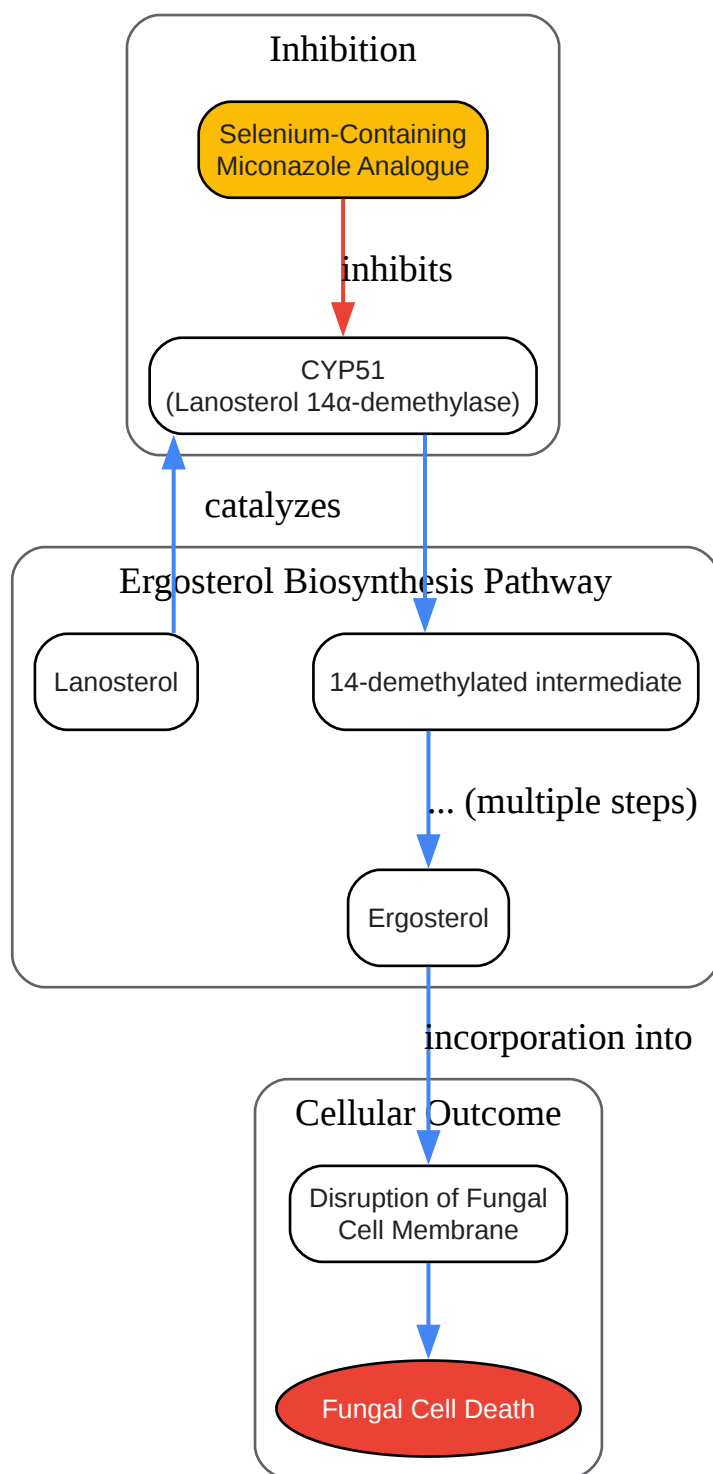 Inhibition
Selenium-Containing
Miconazole Analogue
inhibits
CYP51
(Lanosterol 14α-demethylase)
catalyzes
Ergosterol Biosynthesis Pathway
Lanosterol
14-demethylated intermediate
... (multiple steps)
Ergosterol
incorporation into
Cellular Outcome
Disruption of Fungal
Cell Membrane
Fungal Cell Death